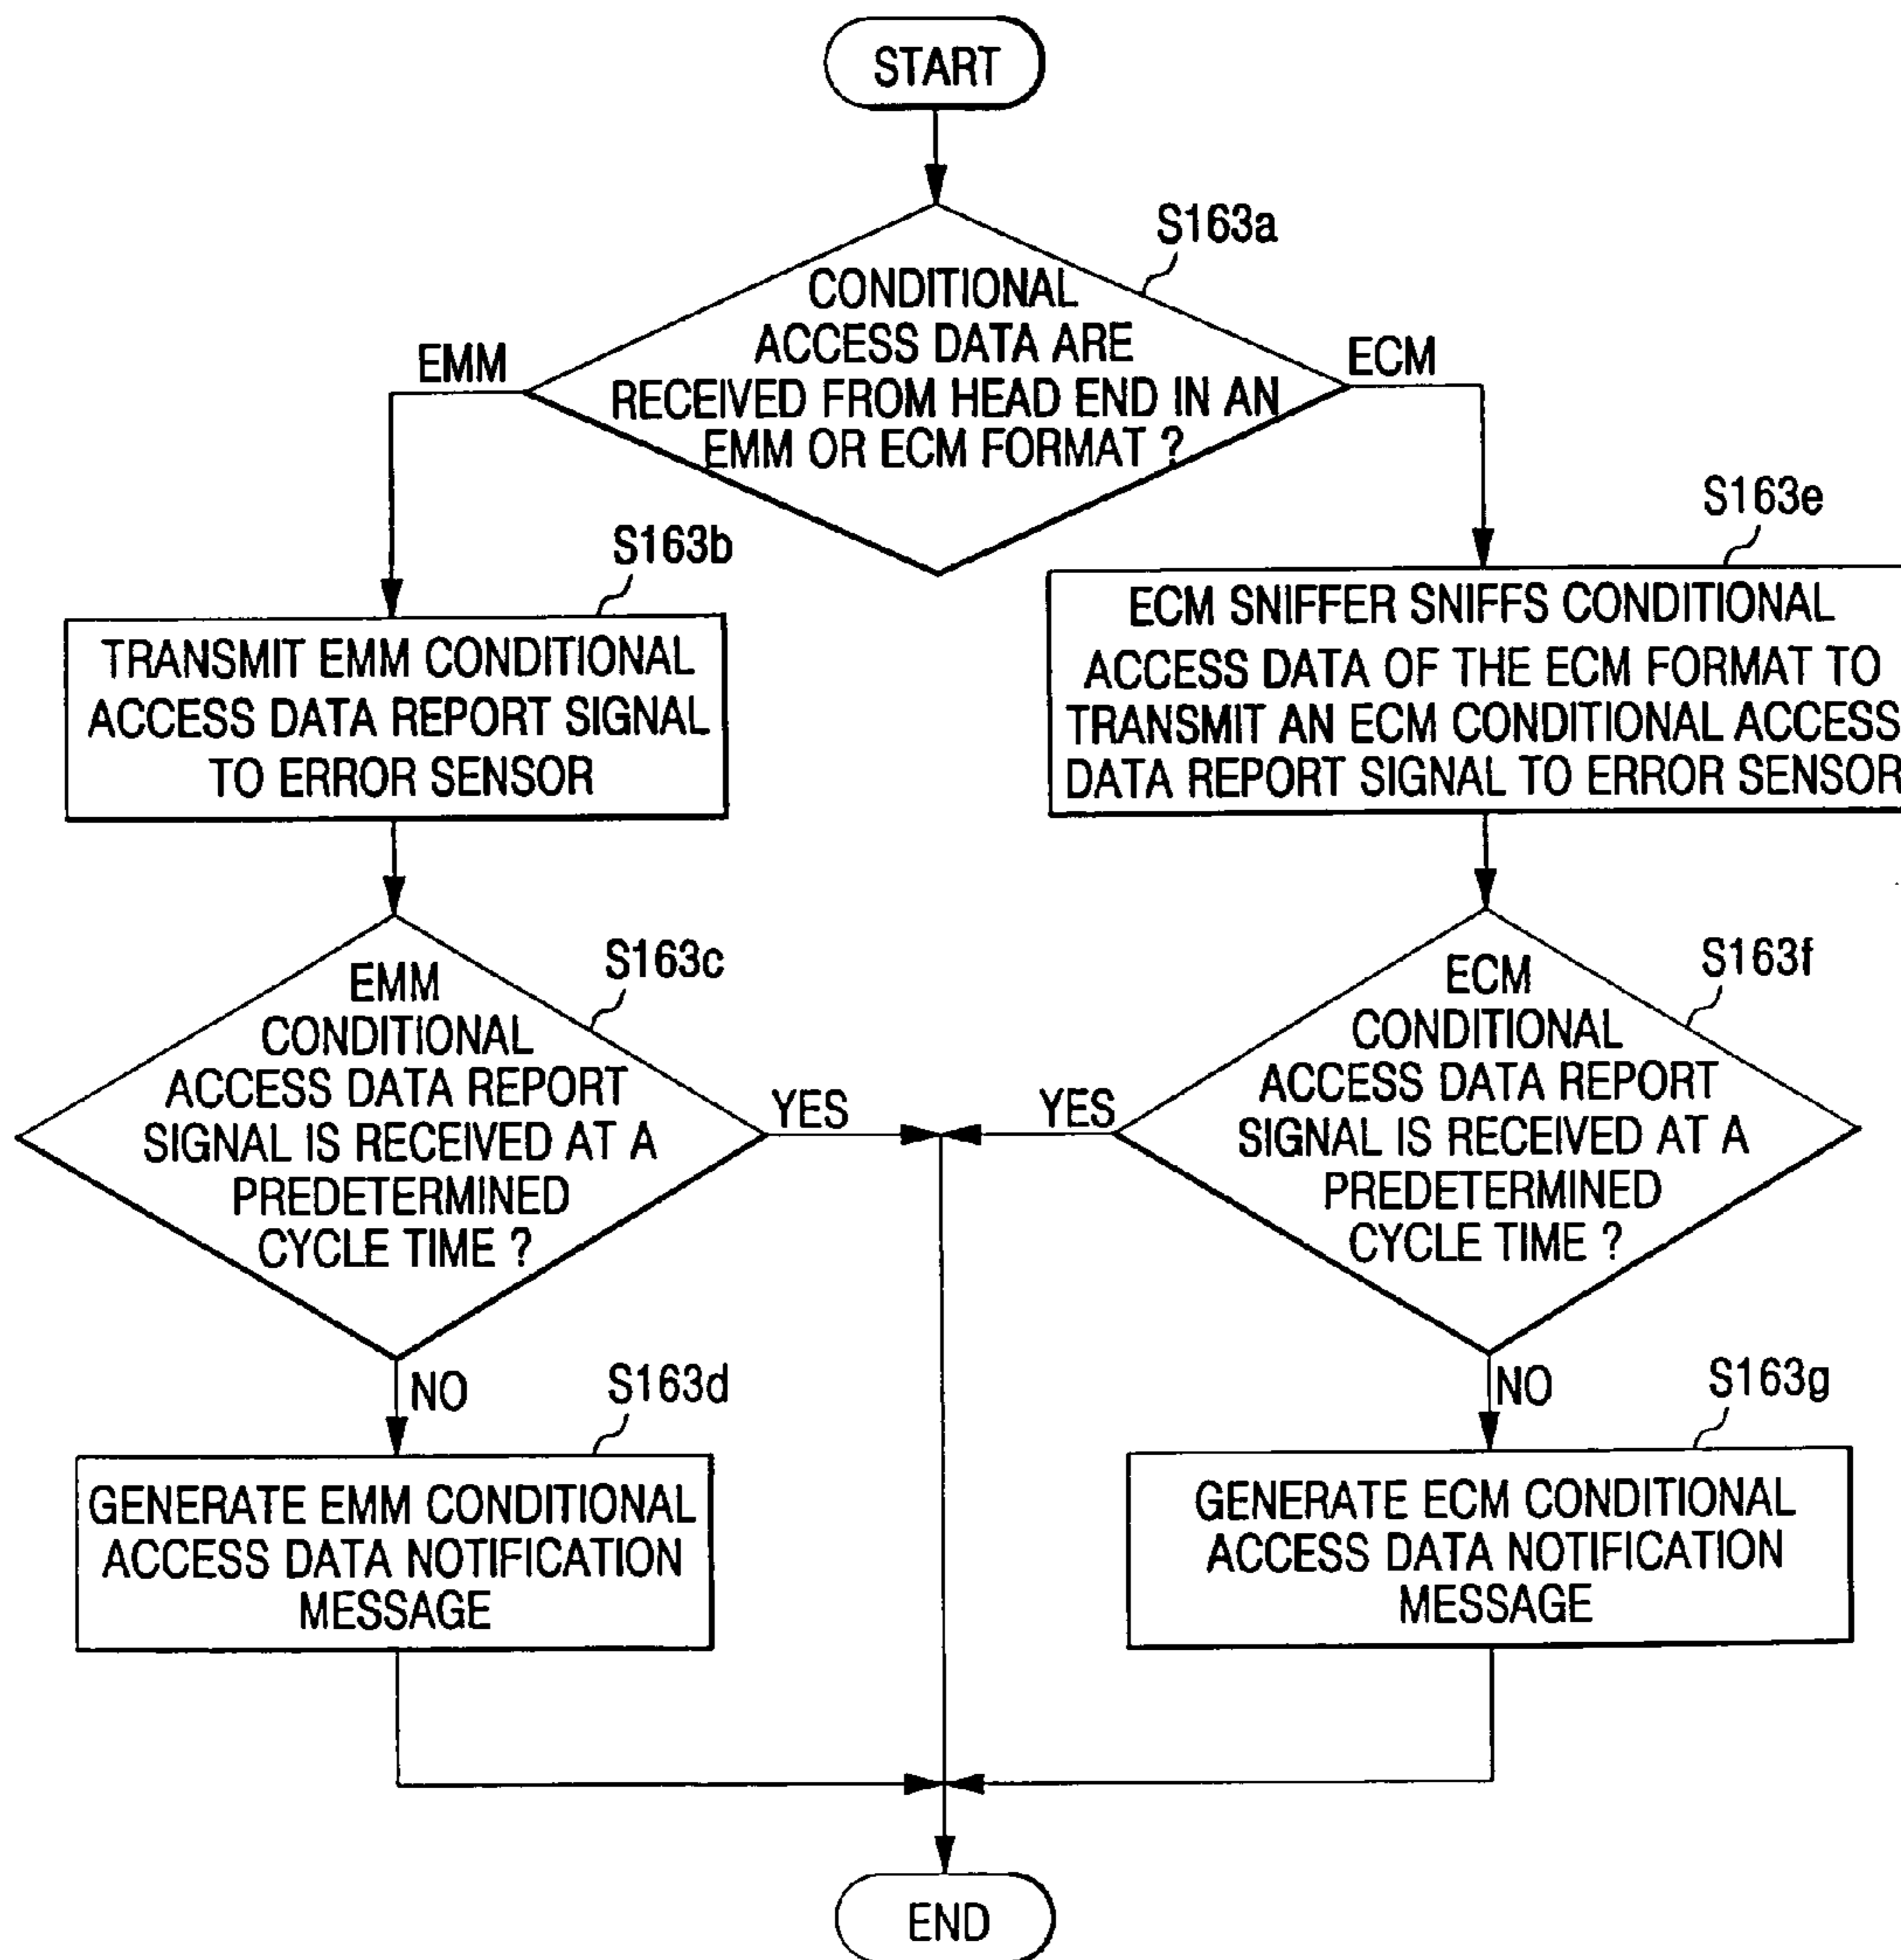 START
S163a
CONDITIONAL
ACCESS DATA ARE
RECEIVED FROM HEAD END IN AN
EMM OR ECM FORMAT ?
EMM
ECM
S163b
TRANSMIT EMM CONDITIONAL
ACCESS DATA REPORT SIGNAL
TO ERROR SENSOR
S163e
ECM SNIFFER SNIFFS CONDITIONAL
ACCESS DATA OF THE ECM FORMAT TO
TRANSMIT AN ECM CONDITIONAL ACCESS
DATA REPORT SIGNAL TO ERROR SENSOR
S163c
EMM
CONDITIONAL
ACCESS DATA REPORT
SIGNAL IS RECEIVED AT A
PREDETERMINED
CYCLE TIME ?
YES
NO
S163f
ECM
CONDITIONAL
ACCESS DATA REPORT
SIGNAL IS RECEIVED AT A
PREDETERMINED
CYCLE TIME ?
YES
NO
S163d
GENERATE EMM CONDITIONAL
ACCESS DATA NOTIFICATION
MESSAGE
S163g
GENERATE ECM CONDITIONAL
ACCESS DATA NOTIFICATION
MESSAGE
END